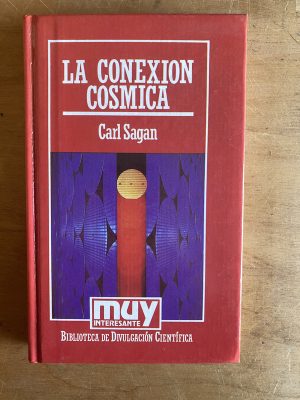 LA CONEXION
COSMICA
Carl Sagan
muy
INTERESANTE
BIBLIOTECA DE DIVULGACIÓN CIENTÍFICA